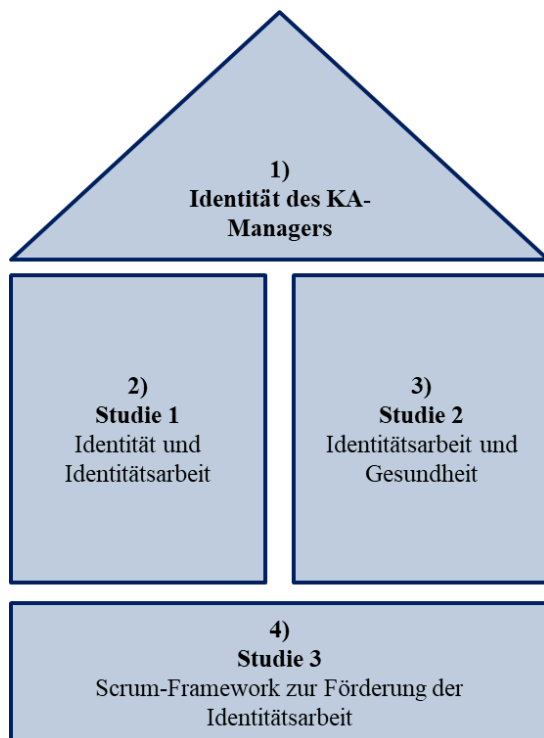 1)
Identität des KA-
Managers
2)
Studie 1
Identität und
Identitätsarbeit
3)
Studie 2
Identitätsarbeit und
Gesundheit
4)
Studie 3
Scrum-Framework zur Förderung der
Identitätsarbeit